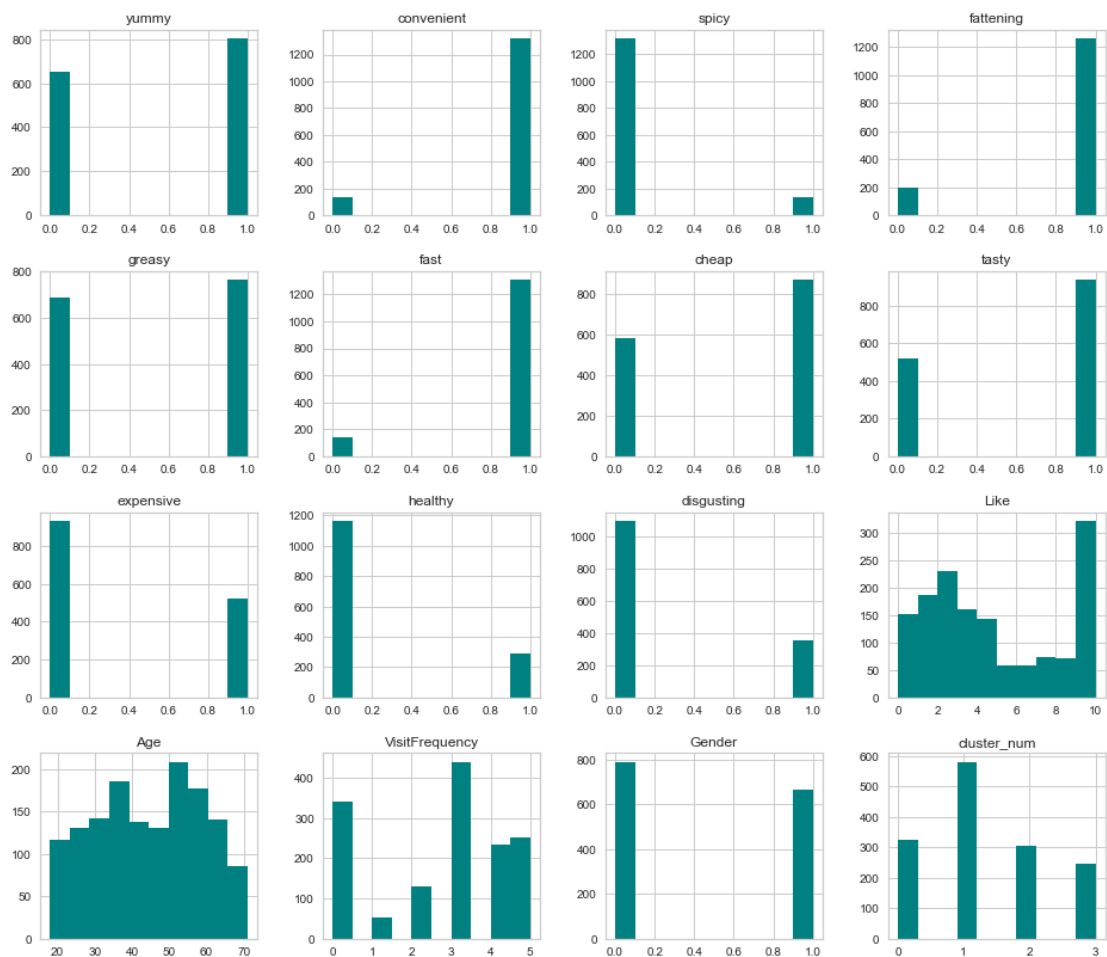 yummy convenient spicy fattening
800 600 400 200 0
1200 1000 800 600 400 200 0
1200 1000 800 600 400 200 0
1200 1000 800 600 400 200 0
0.0 0.2 0.4 0.6 0.8 1.0 0.0 0.2 0.4 0.6 0.8 1.0 0.0 0.2 0.4 0.6 0.8 1.0 0.0 0.2 0.4 0.6 0.8 1.0
greasy fast cheap tasty
800 600 400 200 0
1200 1000 800 600 400 200 0
800 600 400 200 0
800 600 400 200 0
0.0 0.2 0.4 0.6 0.8 1.0 0.0 0.2 0.4 0.6 0.8 1.0 0.0 0.2 0.4 0.6 0.8 1.0 0.0 0.2 0.4 0.6 0.8 1.0
expensive healthy disgusting Like
800 600 400 200 0
1200 1000 800 600 400 200 0
1000 800 600 400 200 0
300 250 200 150 100 50 0
0.0 0.2 0.4 0.6 0.8 1.0 0.0 0.2 0.4 0.6 0.8 1.0 0.0 0.2 0.4 0.6 0.8 1.0 0 2 4 6 8 10
Age VisitFrequency Gender cluster_num
200 150 100 50 0
400 300 200 100 0
800 600 400 200 0
600 500 400 300 200 100 0
20 30 40 50 60 70 0 1 2 3 4 5 0.0 0.2 0.4 0.6 0.8 1.0 0 1 2 3